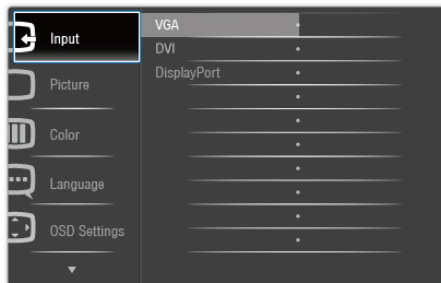 Input
Picture
Color
Language
OSD Settings
VGA
DVI
DisplayPort